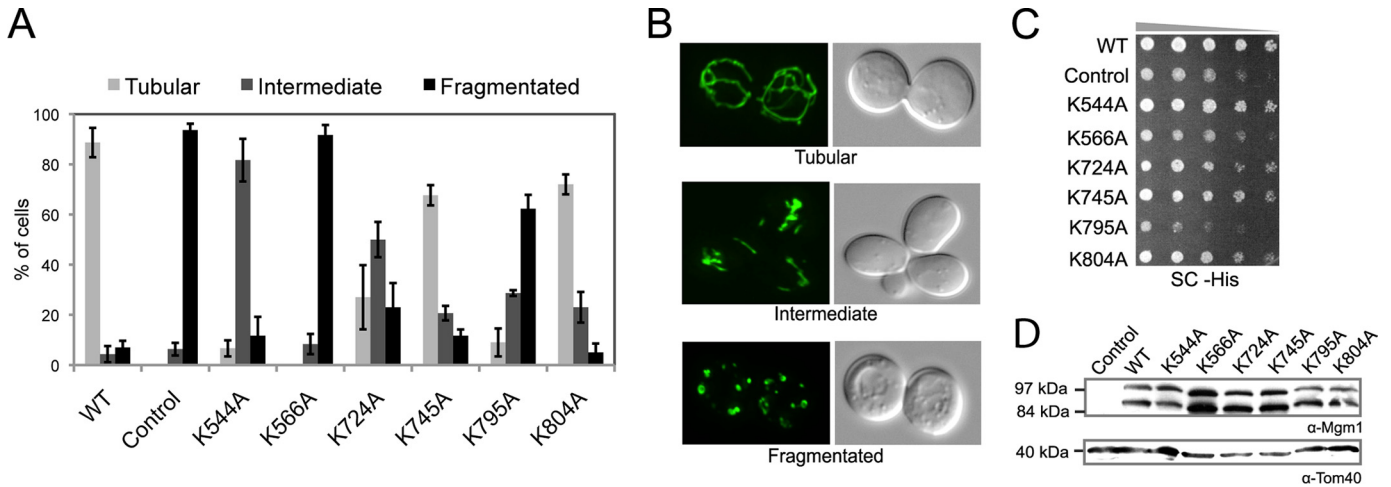 A
Tubular Intermediate Fragmentated
100
80
60
40
20
0
% of cells
WT Control K544A K566A K724A K745A K795A K804A
B
Tubular
Intermediate
Fragmentated
C
WT
Control
K544A
K566A
K724A
K745A
K795A
K804A
SC -His
D
Control WT K544A K566A K724A K745A K795A K804A
97 kDa
84 kDa
α-Mgm1
40 kDa
α-Tom40